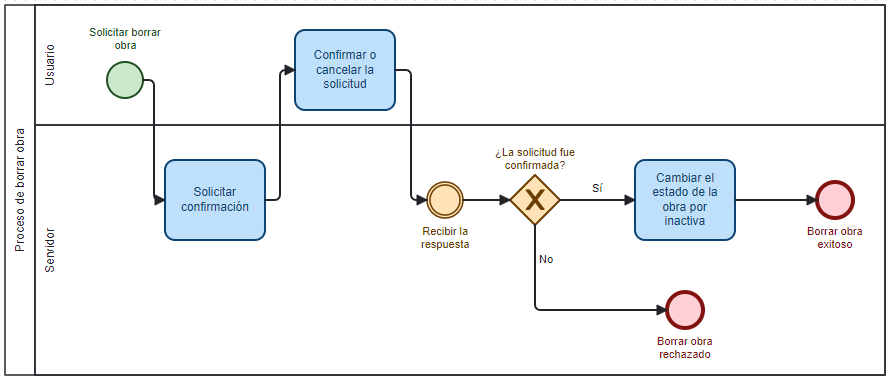 Proceso de borrar obra
Usuario
Solicitar borrar
obra
Confirmar o
cancelar la
solicitud
Servidor
Solicitar
confirmación
Recibir la
respuesta
¿La solicitud fue
confirmada?
Sí
No
Cambiar el
estado de la
obra por
inactiva
Borrar obra
exitoso
Borrar obra
rechazado